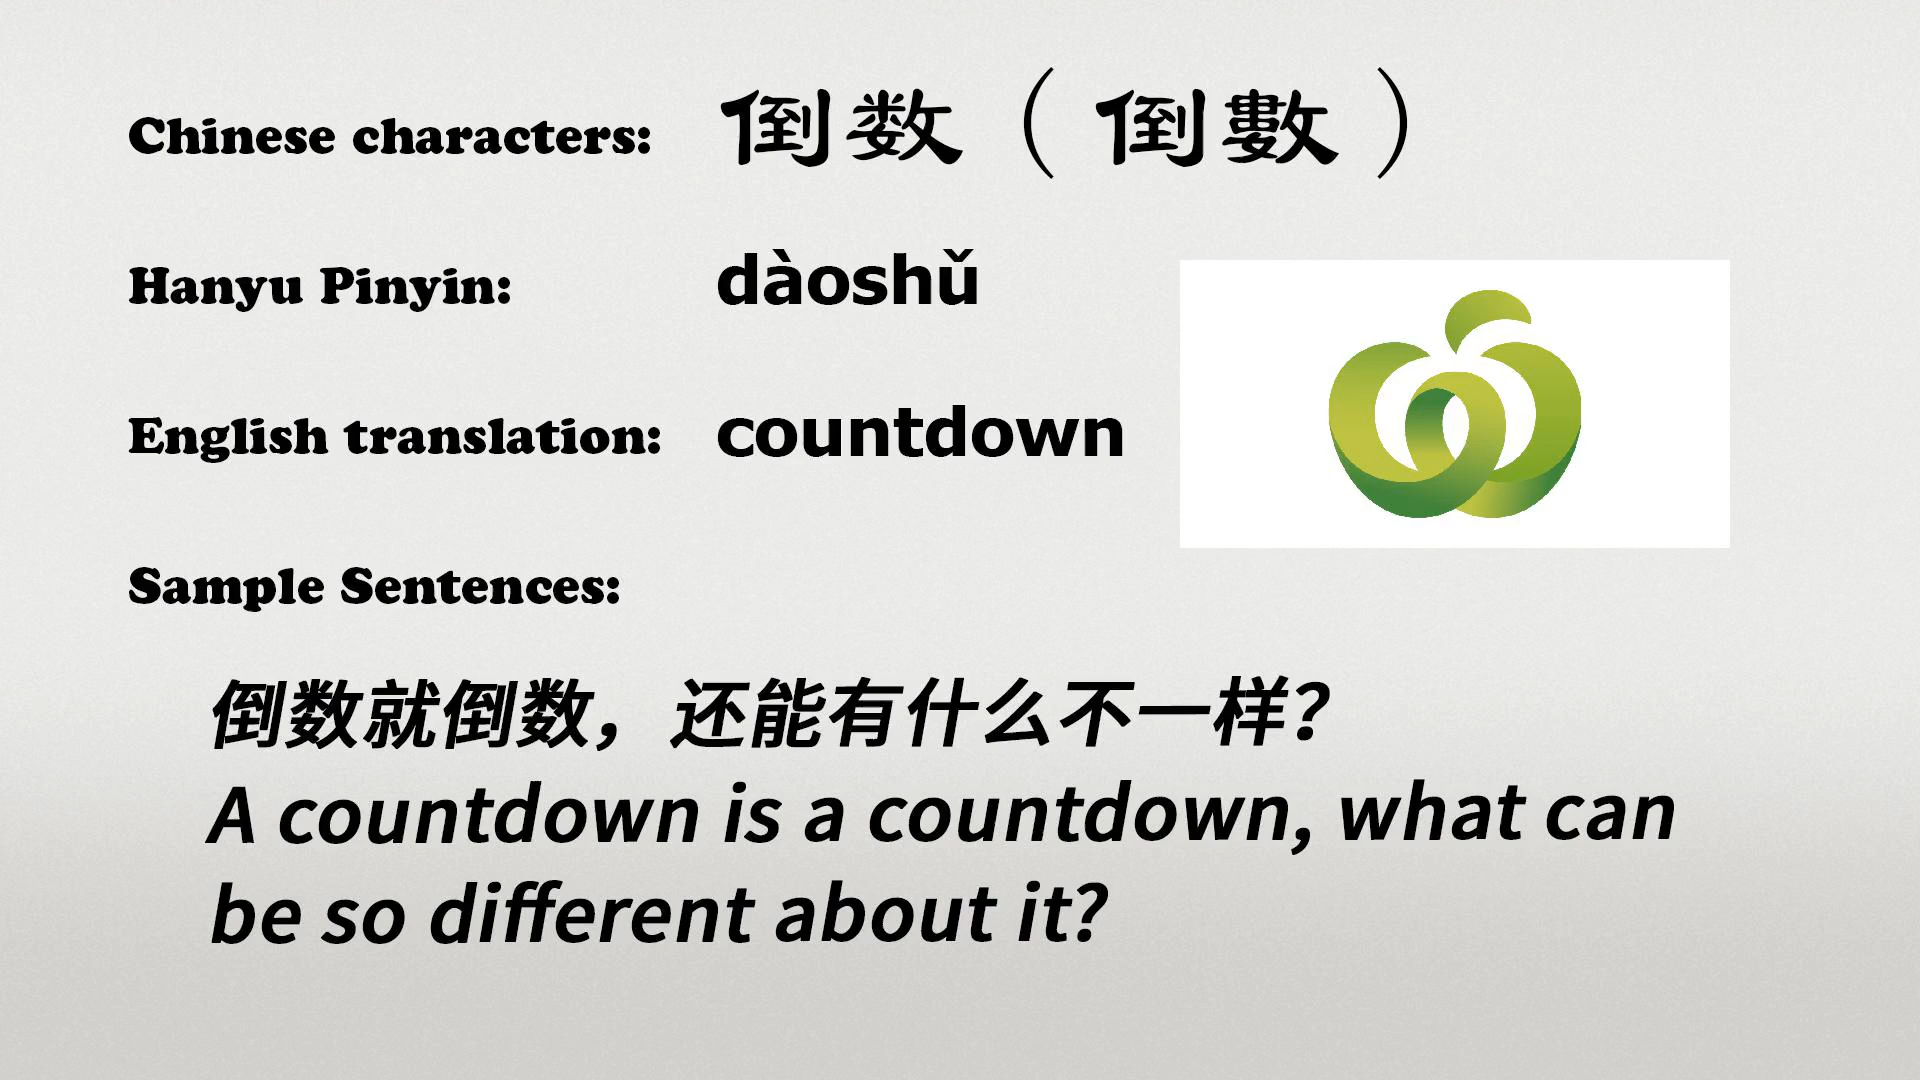 Chinese characters: 倒数（倒數）
Hanyu Pinyin: dàoshǔ
English translation: countdown
Sample Sentences:
倒数就倒数，还能有什么不一样？
A countdown is a countdown, what can
be so different about it?